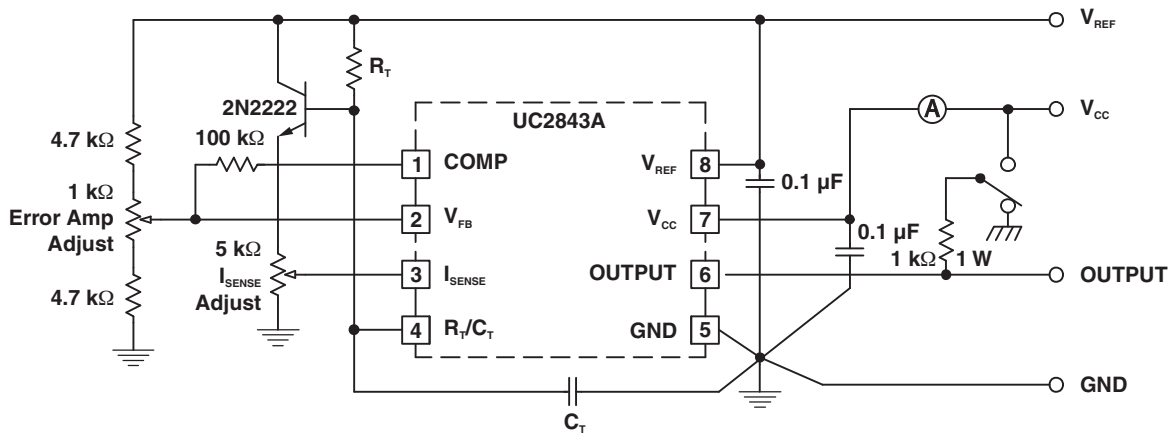 V_REF
R_T
A
V_CC
2N2222
UC2843A
4.7 kΩ
100 kΩ
1 COMP
V_REF 8
0.1 µF
1 kΩ
Error Amp
Adjust
2 V_FB
V_CC 7
0.1 µF
5 kΩ
I_SENSE
Adjust
3 I_SENSE
OUTPUT 6
1 kΩ 1 W
OUTPUT
4.7 kΩ
4 R_T/C_T
GND 5
GND
C_T